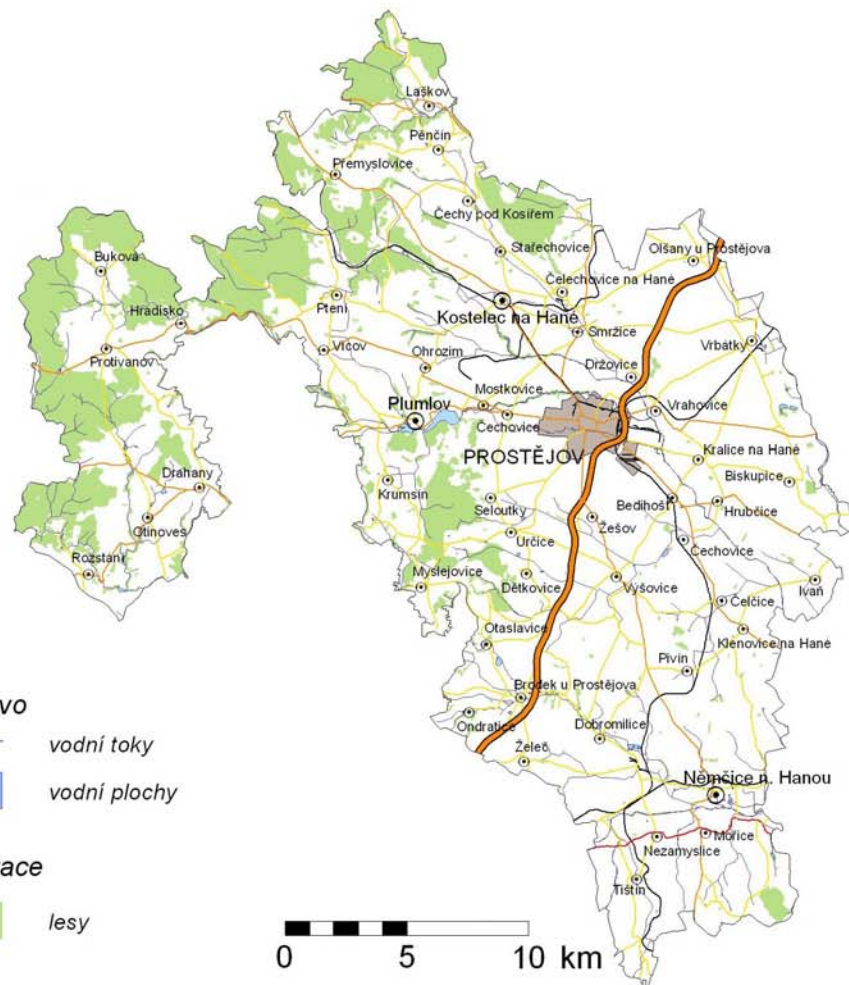 Laškov
Pěnčín
Přemyslovice
Čechy pod Kosířem
Stařechovice
Olšany u Prostějova
Buková
Čelechovice na Hané
Ptení
Kostelec na Hané
Hradisko
Smržice
Vrbátky
Protivanov
Vícov
Ohrozim
Držovice
Mostkovice
Plumlov
Vrahovice
Čechovice
PROSTĚJOV
Kralice na Hané
Drahany
Biskupice
Krumsín
Seloutky
Bedihošť
Hrubčice
Otinoves
Žešov
Určice
Čechovice
Rozstání
Myslejovice
Dětkovice
Vyšovice
Ivaň
Čelčice
Otaslavice
Klenovice na Hané
Pivín
Brodek u Prostějova
Ondratice
Dobromilice
Želeč
Němčice n. Hanou
Mořice
Nezamyslice
Tištín
vo
vodní toky
vodní plochy
ace
lesy
0 5 10 km